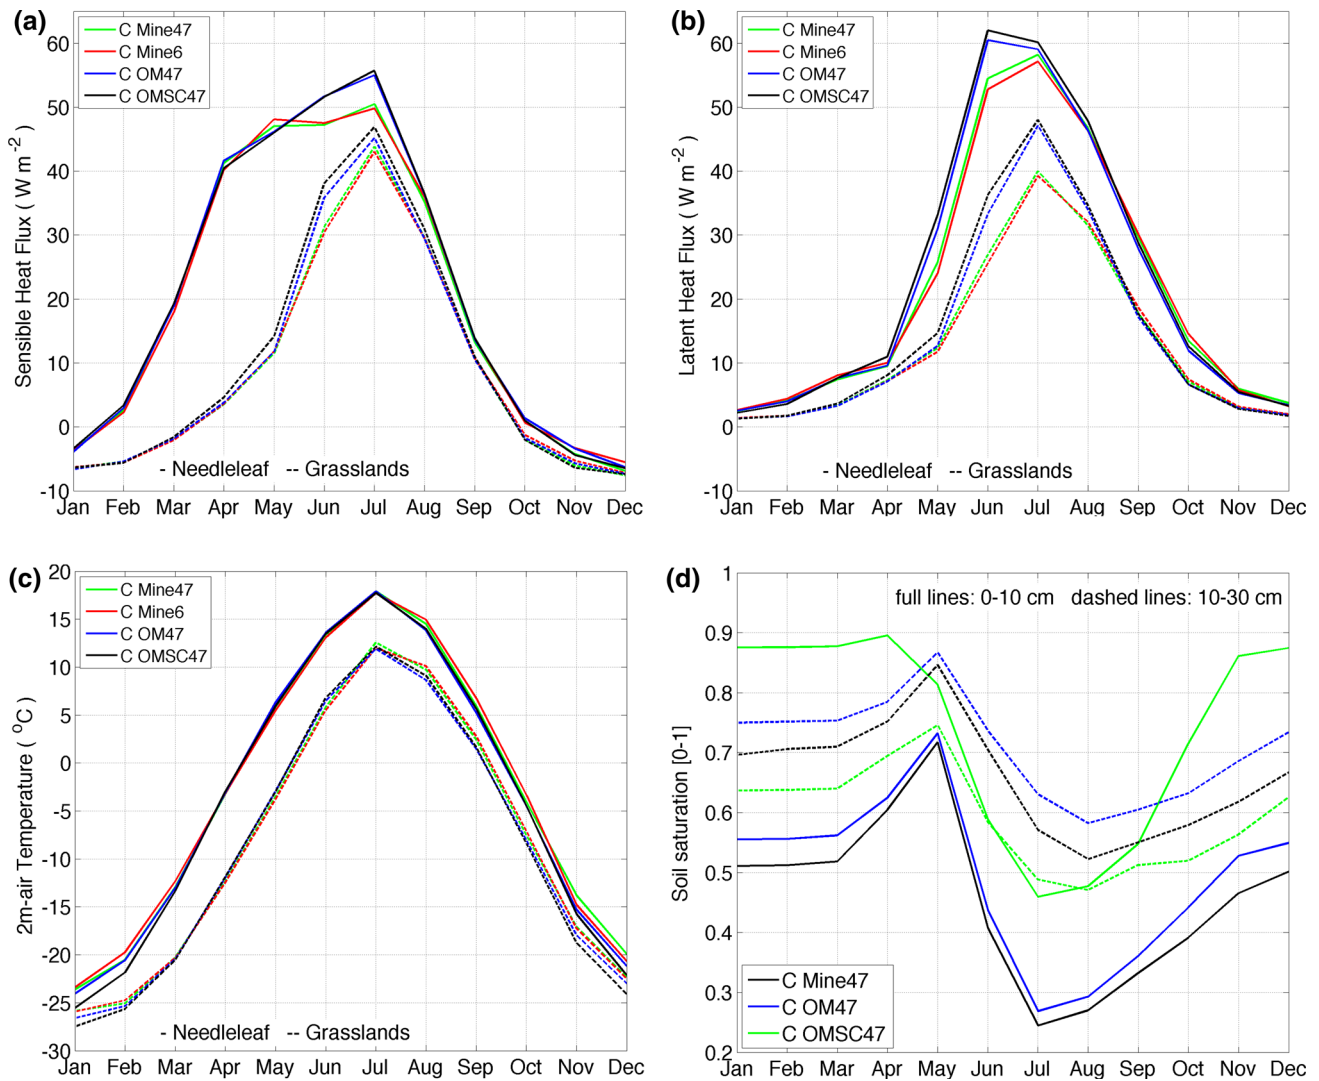 (a)
C Mine47
C Mine6
C OM47
C OMSC47
Sensible Heat Flux ( W m-2 )
60
50
40
30
20
10
0
-10
- Needleleaf -- Grasslands
Jan Feb Mar Apr May Jun Jul Aug Sep Oct Nov Dec
(b)
C Mine47
C Mine6
C OM47
C OMSC47
Latent Heat Flux ( W m-2 )
60
50
40
30
20
10
0
-10
- Needleleaf -- Grasslands
Jan Feb Mar Apr May Jun Jul Aug Sep Oct Nov Dec
(c)
C Mine47
C Mine6
C OM47
C OMSC47
2m-air Temperature ( oC )
20
15
10
5
0
-5
-10
-15
-20
-25
-30
- Needleleaf -- Grasslands
Jan Feb Mar Apr May Jun Jul Aug Sep Oct Nov Dec
(d)
full lines: 0-10 cm dashed lines: 10-30 cm
Soil saturation [0-1]
1
0.9
0.8
0.7
0.6
0.5
0.4
0.3
0.2
C Mine47
C OM47
C OMSC47
Jan Feb Mar Apr May Jun Jul Aug Sep Oct Nov Dec